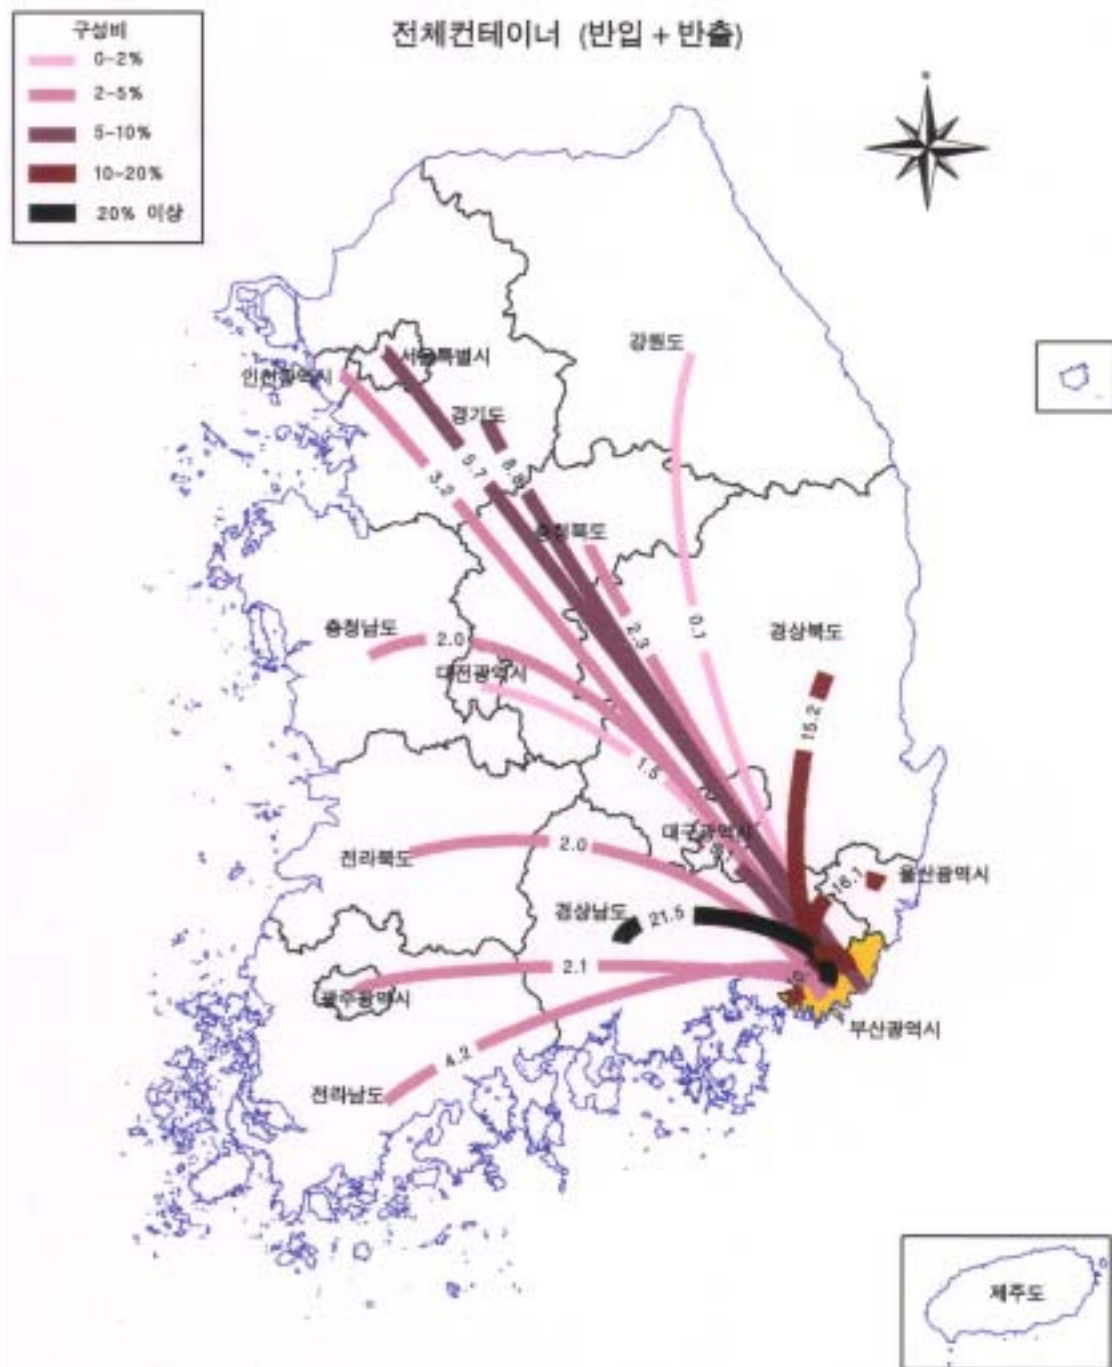 전체컨테이너 (반입 + 반출)
구성비
0-2%
2-5%
5-10%
10-20%
20% 이상
강원도
서울특별시
인천광역시
경기도
5.7
8.8
3.2
충청북도
2.3
0.1
충청남도
2.0
경상북도
대전광역시
15.2
1.5
대구광역시
전라북도
2.0
16.1
울산광역시
경상남도
21.5
2.1
광주광역시
부산광역시
4.2
전라남도
제주도